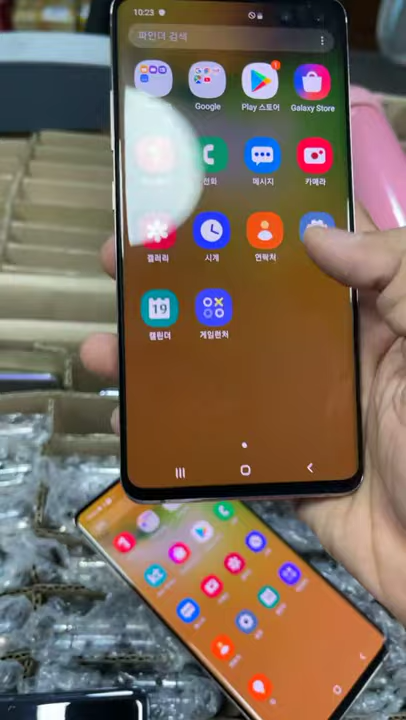 10:23
파인더 검색
Google
Play 스토어
Galaxy Store
전화
메시지
카메라
갤러리
시계
연락처
19
캘린더
게임런처